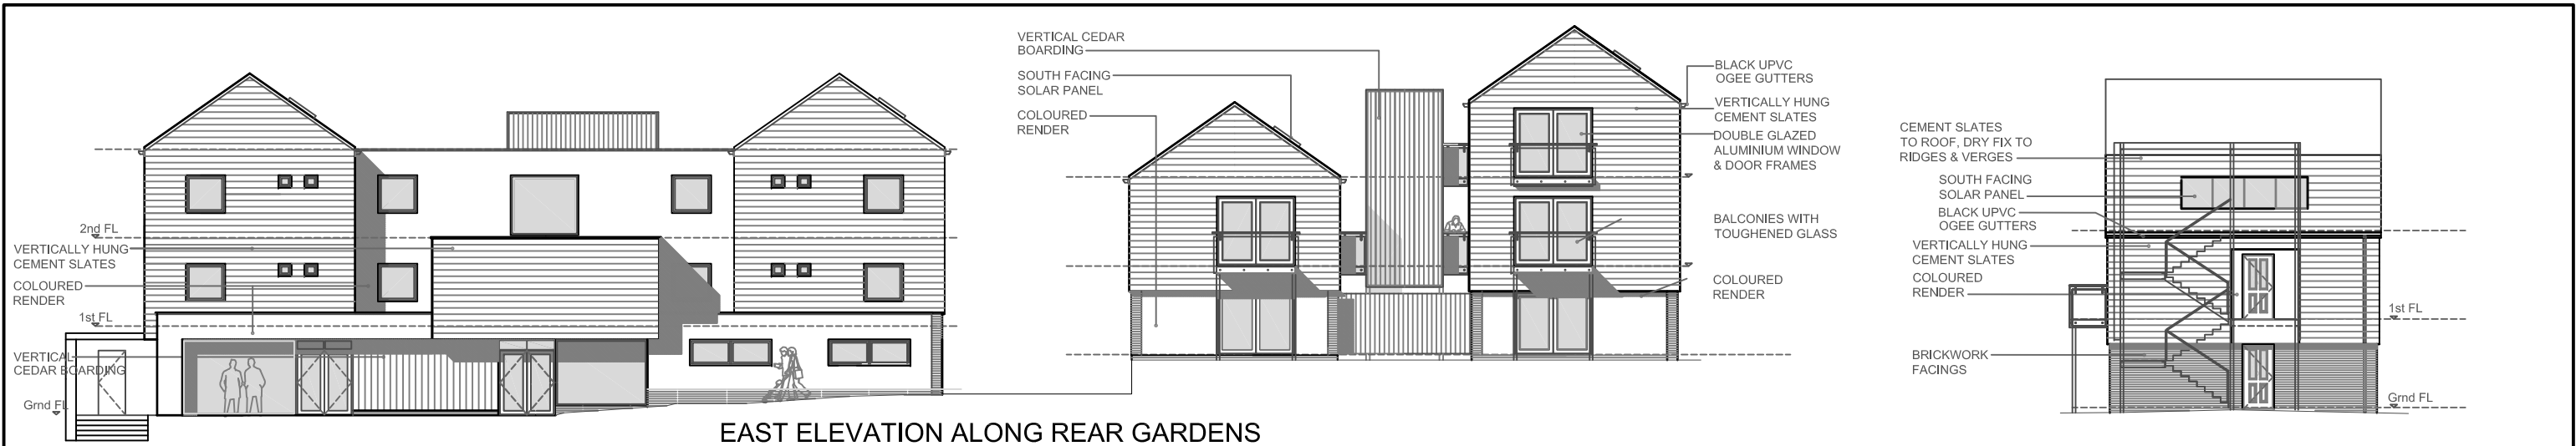 2nd FL
VERTICALLY HUNG
CEMENT SLATES
COLOURED
RENDER
1st FL
VERTICAL
CEDAR BOARDING
Grnd FL
VERTICAL CEDAR
BOARDING
SOUTH FACING
SOLAR PANEL
COLOURED
RENDER
BLACK UPVC
OGEE GUTTERS
VERTICALLY HUNG
CEMENT SLATES
DOUBLE GLAZED
ALUMINIUM WINDOW
& DOOR FRAMES
BALCONIES WITH
TOUGHENED GLASS
COLOURED
RENDER
CEMENT SLATES
TO ROOF, DRY FIX TO
RIDGES & VERGES
SOUTH FACING
SOLAR PANEL
BLACK UPVC
OGEE GUTTERS
VERTICALLY HUNG
CEMENT SLATES
COLOURED
RENDER
BRICKWORK
FACINGS
1st FL
Grnd FL
EAST ELEVATION ALONG REAR GARDENS